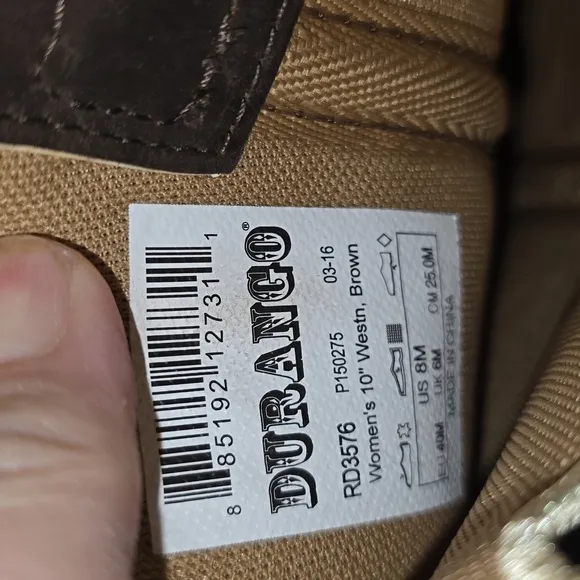 8 85192 12731 1
DURANGO®
RD3576 P150275 03-16
Women's 10" Westn, Brown
US 8M
EU 40M UK 6M CM 25.0M
MADE IN CHINA